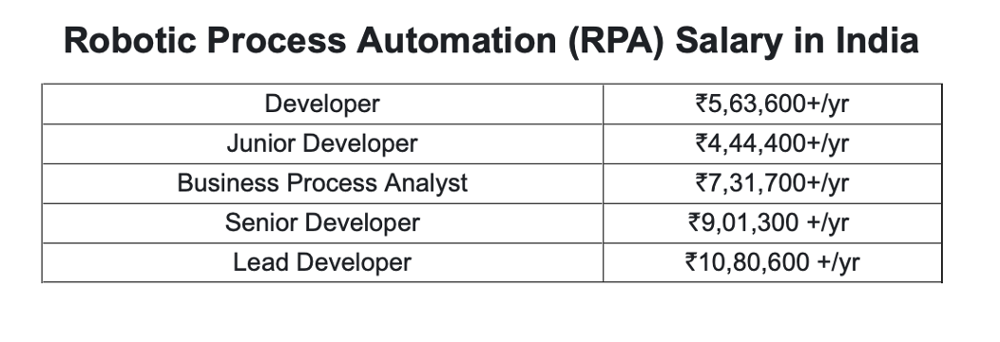 Robotic Process Automation (RPA) Salary in India
Developer ₹5,63,600+/yr
Junior Developer ₹4,44,400+/yr
Business Process Analyst ₹7,31,700+/yr
Senior Developer ₹9,01,300 +/yr
Lead Developer ₹10,80,600 +/yr